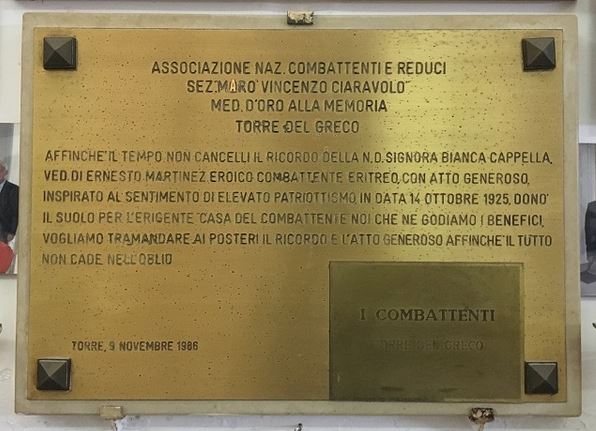 ASSOCIAZIONE NAZ. COMBATTENTI E REDUCI
SEZ."MARO' VINCENZO CIARAVOLO"
MED. D'ORO ALLA MEMORIA
TORRE DEL GRECO
AFFINCHE' IL TEMPO NON CANCELLI IL RICORDO DELLA N.D. SIGNORA BIANCA CAPPELLA,
VED. DI ERNESTO MARTINEZ, EROICO COMBATTENTE ERITREO, CON ATTO GENEROSO,
INSPIRATO AL SENTIMENTO DI ELEVATO PATRIOTTISMO IN DATA 14 OTTOBRE 1925, DONO'
IL SUOLO PER L'ERIGENTE "CASA DEL COMBATTENTE" NOI CHE NE GODIAMO I BENEFICI,
VOGLIAMO TRAMANDARE AI POSTERI IL RICORDO E L'ATTO GENEROSO AFFINCHE' IL TUTTO
NON CADE NELL'OBLIO
I COMBATTENTI
TORRE DEL GRECO
TORRE, 9 NOVEMBRE 1986